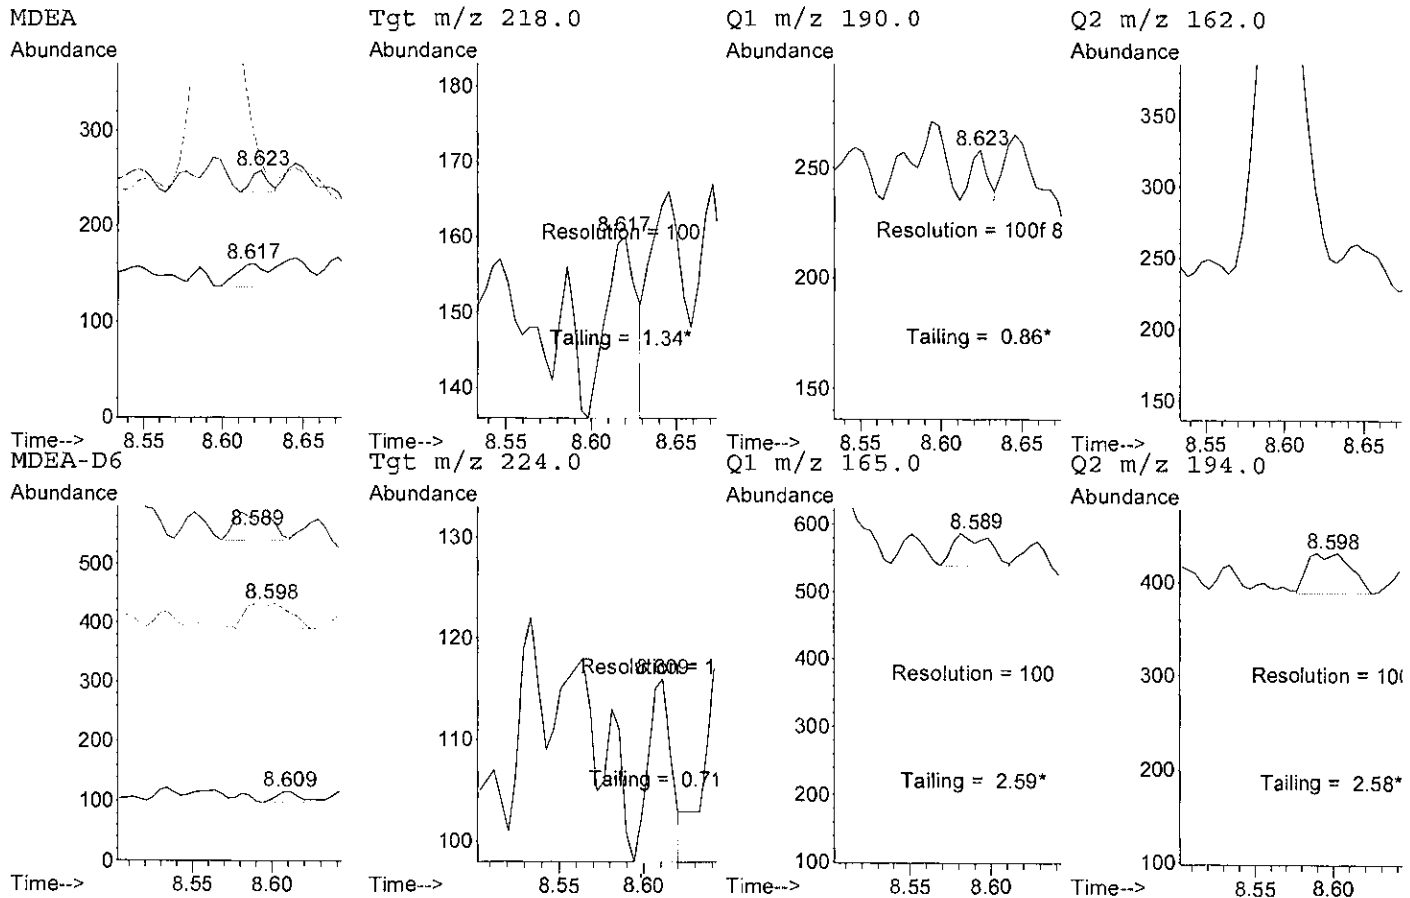 MDEA
Tgt m/z 218.0
Q1 m/z 190.0
Q2 m/z 162.0
Abundance
Abundance
Abundance
Abundance
300
200
100
0
8.623
8.617
Time-->
8.55 8.60 8.65
183
170
160
150
140
8.617
Resolution = 100
Tailing = 1.34*
Time-->
8.55 8.60 8.65
250
200
150
8.623
Resolution = 100f 8
Tailing = 0.86*
Time-->
8.55 8.60 8.65
350
300
250
200
150
Time-->
8.55 8.60 8.65
MDEA-D6
Tgt m/z 224.0
Q1 m/z 165.0
Q2 m/z 194.0
Abundance
Abundance
Abundance
Abundance
500
400
300
200
100
0
8.589
8.598
8.609
Time-->
8.55 8.60
130
120
110
100
8.609
Resolution = 1
Tailing = 0.71
Time-->
8.55 8.60
600
500
400
300
200
100
8.589
Resolution = 100
Tailing = 2.59*
Time-->
8.55 8.60
400
300
200
100
8.598
Resolution = 100
Tailing = 2.58*
Time-->
8.55 8.60